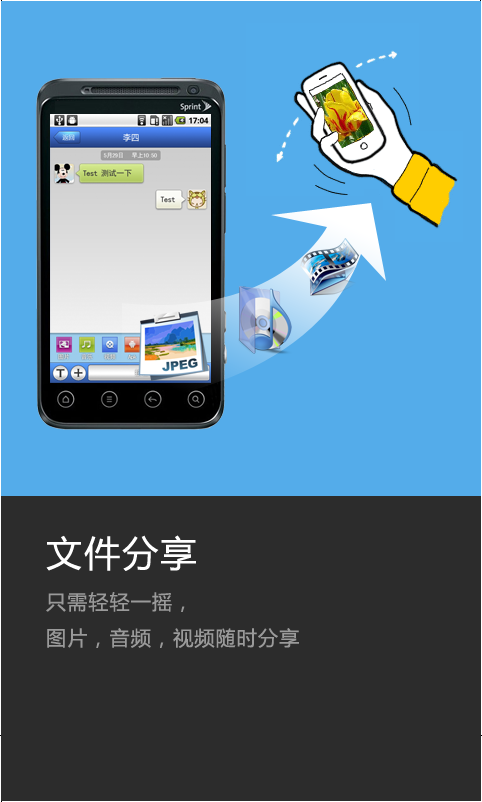 Sprint
17:04
返回
李四
5月29日 早上10:50
Test 测试一下
Test
JPEG
T
文件分享
只需轻轻一摇，
图片，音频，视频随时分享